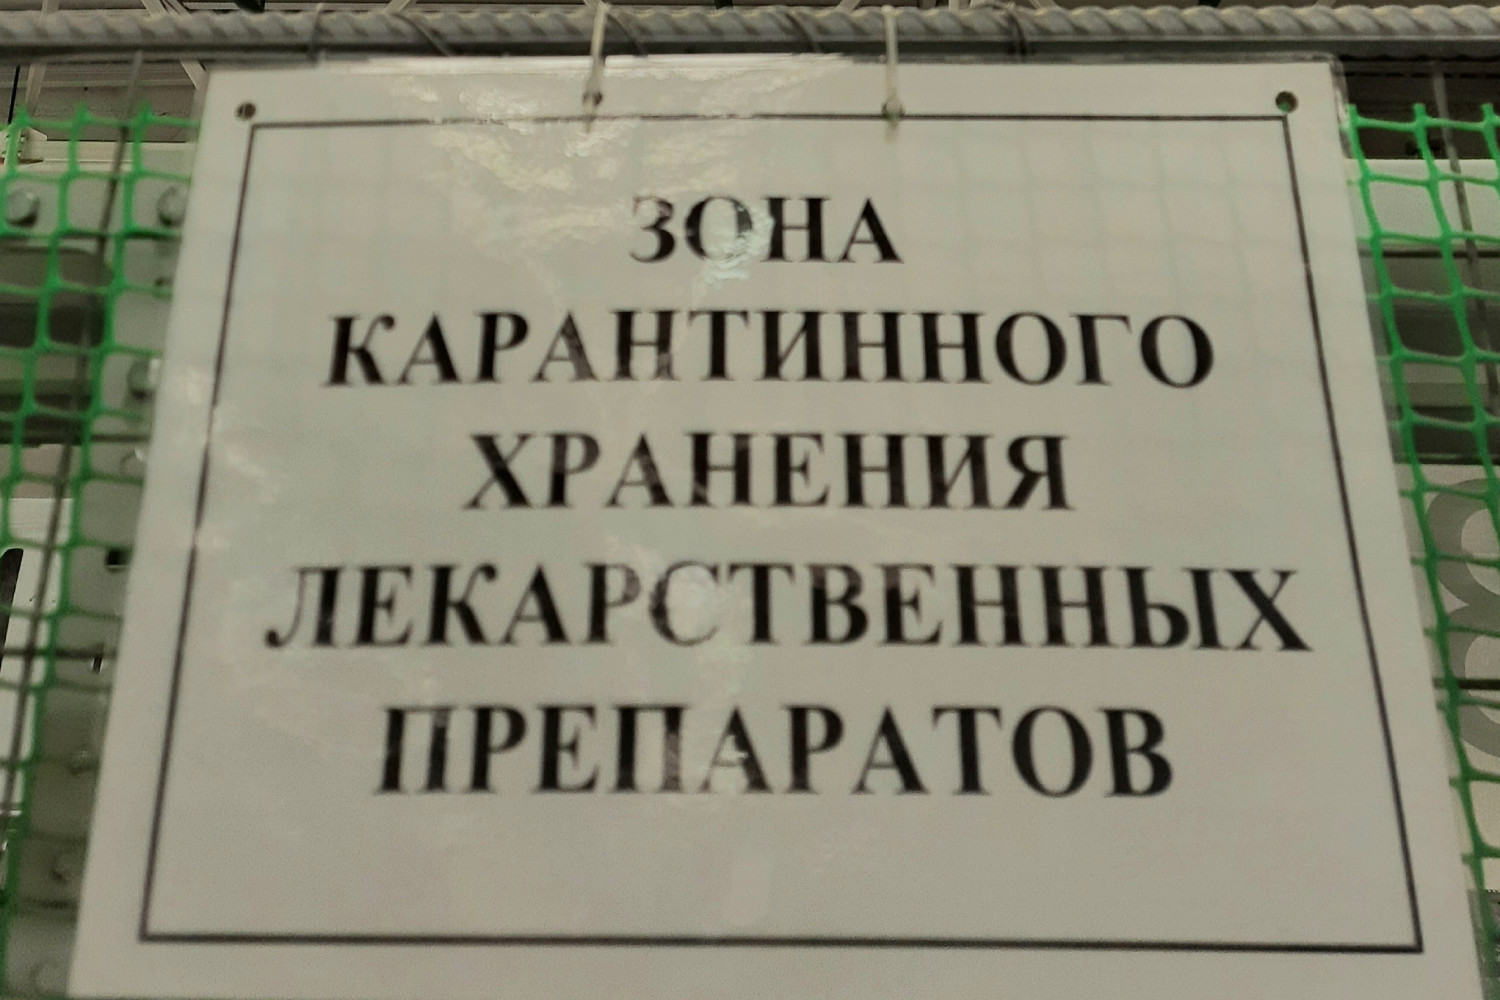 ЗОНА
КАРАНТИННОГО
ХРАНЕНИЯ
ЛЕКАРСТВЕННЫХ
ПРЕПАРАТОВ